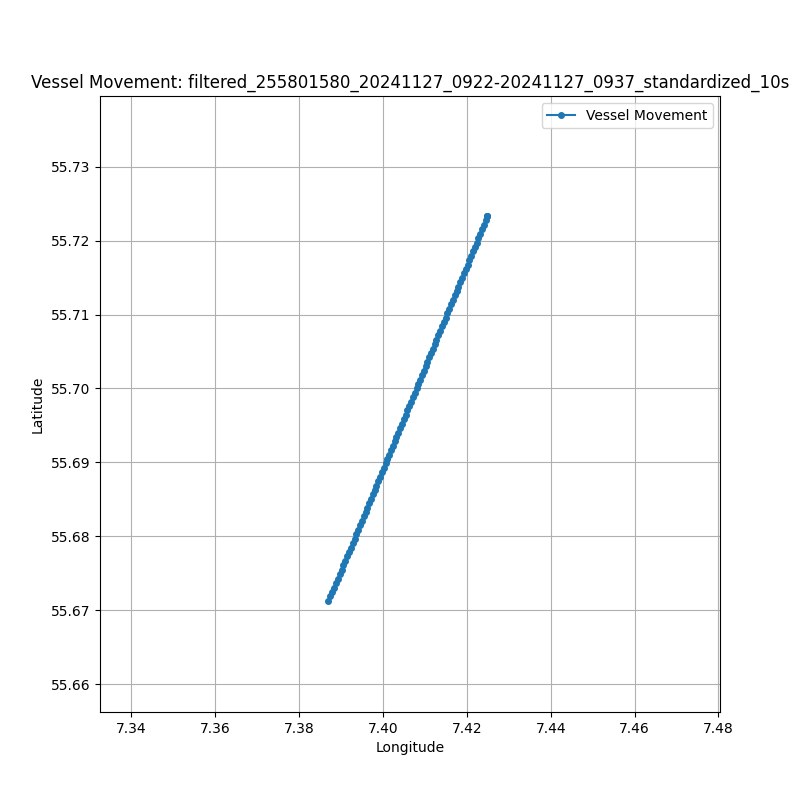 Vessel Movement: filtered_255801580_20241127_0922-20241127_0937_standardized_10s
Vessel Movement
55.73
55.72
55.71
55.70
55.69
55.68
55.67
55.66
Latitude
7.34 7.36 7.38 7.40 7.42 7.44 7.46 7.48
Longitude